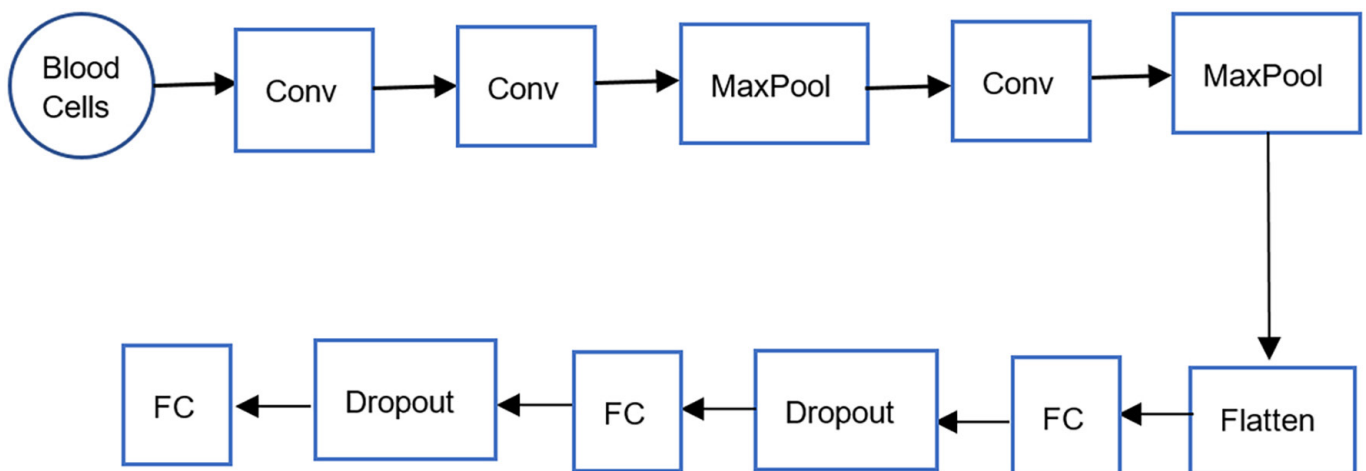 Blood
Cells
Conv
Conv
MaxPool
Conv
MaxPool
Flatten
FC
Dropout
FC
Dropout
FC